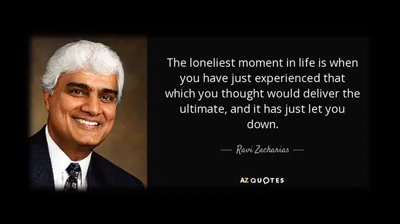 The loneliest moment in life is when
you have just experienced that
which you thought would deliver the
ultimate, and it has just let you
down.
Ravi Zacharias
AZ QUOTES